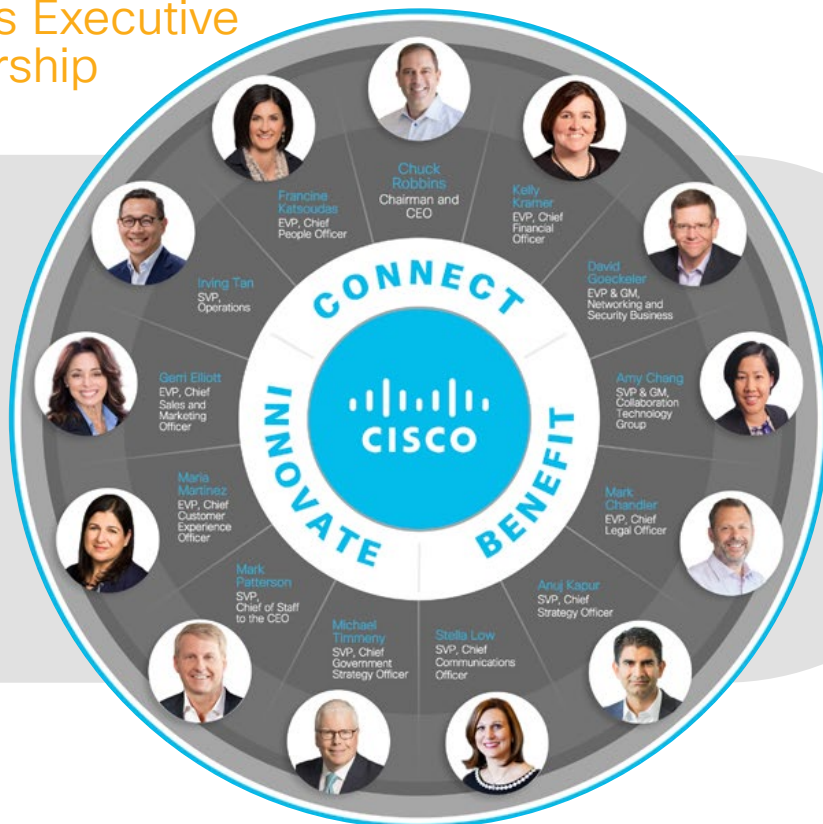 s Executive
rship
Chuck
Robbins
Chairman and
CEO
Kelly
Kramer
EVP, Chief
Financial
Officer
David
Goeckeler
EVP & GM,
Networking and
Security Business
Amy Chang
SVP & GM,
Collaboration
Technology
Group
Mark
Chandler
EVP, Chief
Legal Officer
Anuj Kapur
SVP, Chief
Strategy Officer
Stella Low
SVP, Chief
Communications
Officer
Michael
Timmeny
SVP, Chief
Government
Strategy Officer
Mark
Patterson
SVP,
Chief of Staff
to the CEO
Maria
Martinez
EVP, Chief
Customer
Experience
Officer
Gerri Elliott
EVP, Chief
Sales and
Marketing
Officer
Irving Tan
SVP,
Operations
Francine
Katsoudas
EVP, Chief
People Officer
CONNECT
BENEFIT
INNOVATE
CISCO